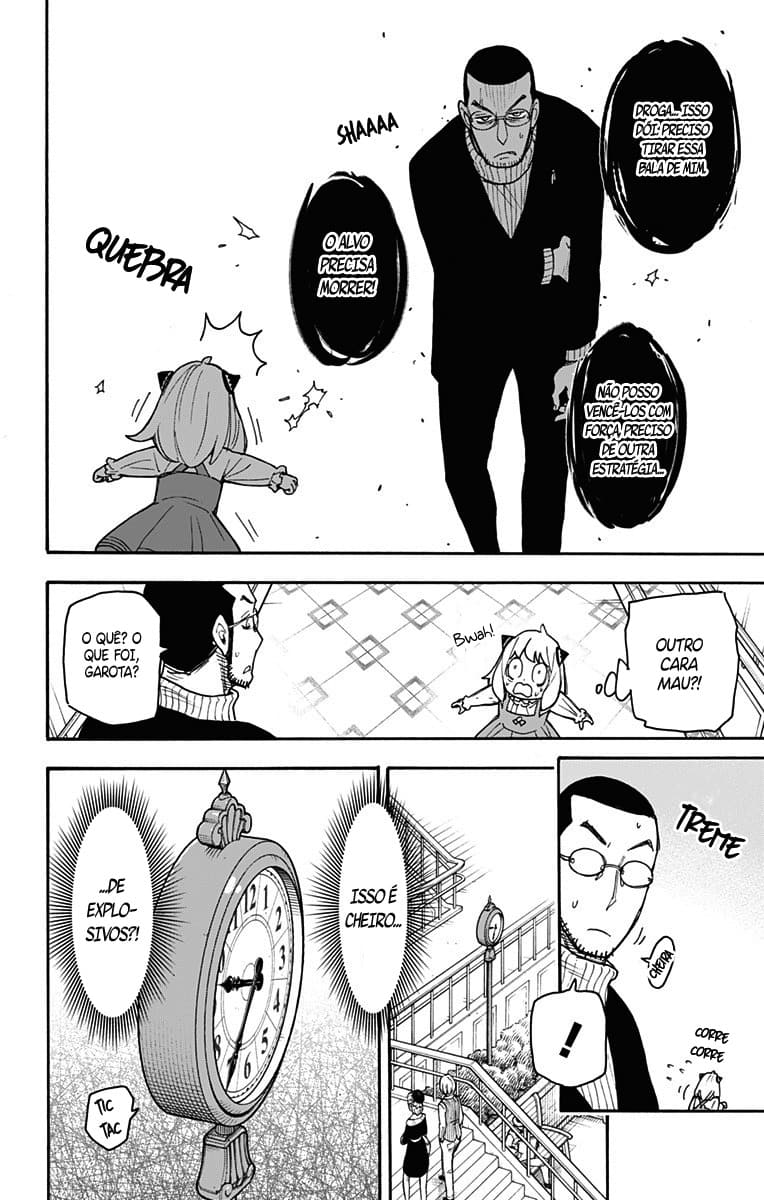 DROGA... ISSO
DÓI. PRECISO
TIRAR ESSA
BALA DE MIM.
SHAAAA
O ALVO
PRECISA
MORRER!
QUEBRA
NÃO POSSO
VENCÊ-LOS COM
FORÇA, PRECISO
DE OUTRA
ESTRATÉGIA...
OUTRO
CARA
MAU?!
Bwah!
O QUÊ? O
QUE FOI,
GAROTA?
TREME
CHEIRA
!
CORRE
CORRE
ISSO É
CHEIRO...
...DE
EXPLO-
SIVOS?!
TIC
TAC